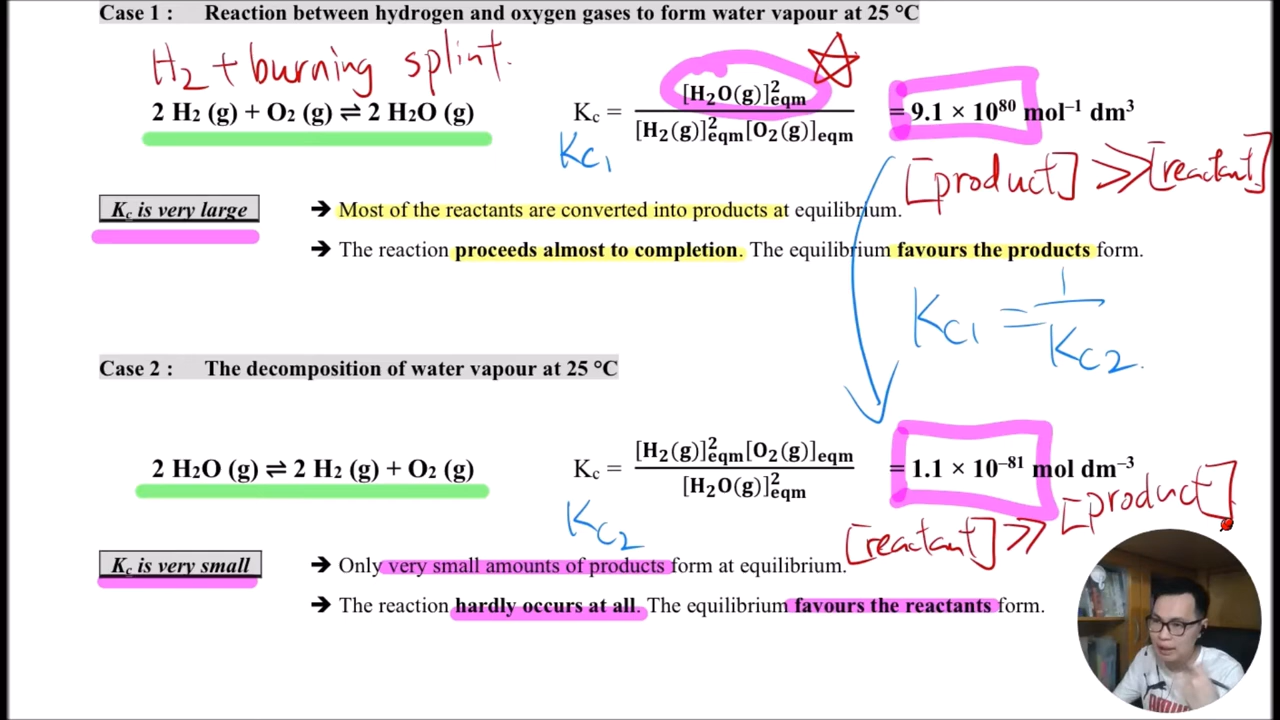 Case 1 : Reaction between hydrogen and oxygen gases to form water vapour at 25 °C
H₂ + burning splint.
2 H₂ (g) + O₂ (g) ⇌ 2 H₂O (g)
K꜀ = [H₂O(g)]²eqm / [H₂(g)]²eqm[O₂(g)]eqm = 9.1 × 10⁸⁰ mol⁻¹ dm³
KC1
[product] ≫ [reactant]
K꜀ is very large
→ Most of the reactants are converted into products at equilibrium.
→ The reaction proceeds almost to completion. The equilibrium favours the products form.
KC1 = 1 / KC2.
Case 2 : The decomposition of water vapour at 25 °C
2 H₂O (g) ⇌ 2 H₂ (g) + O₂ (g)
K꜀ = [H₂(g)]²eqm[O₂(g)]eqm / [H₂O(g)]²eqm = 1.1 × 10⁻⁸¹ mol dm⁻³
KC2
[reactant] ≫ [product]
K꜀ is very small
→ Only very small amounts of products form at equilibrium.
→ The reaction hardly occurs at all. The equilibrium favours the reactants form.